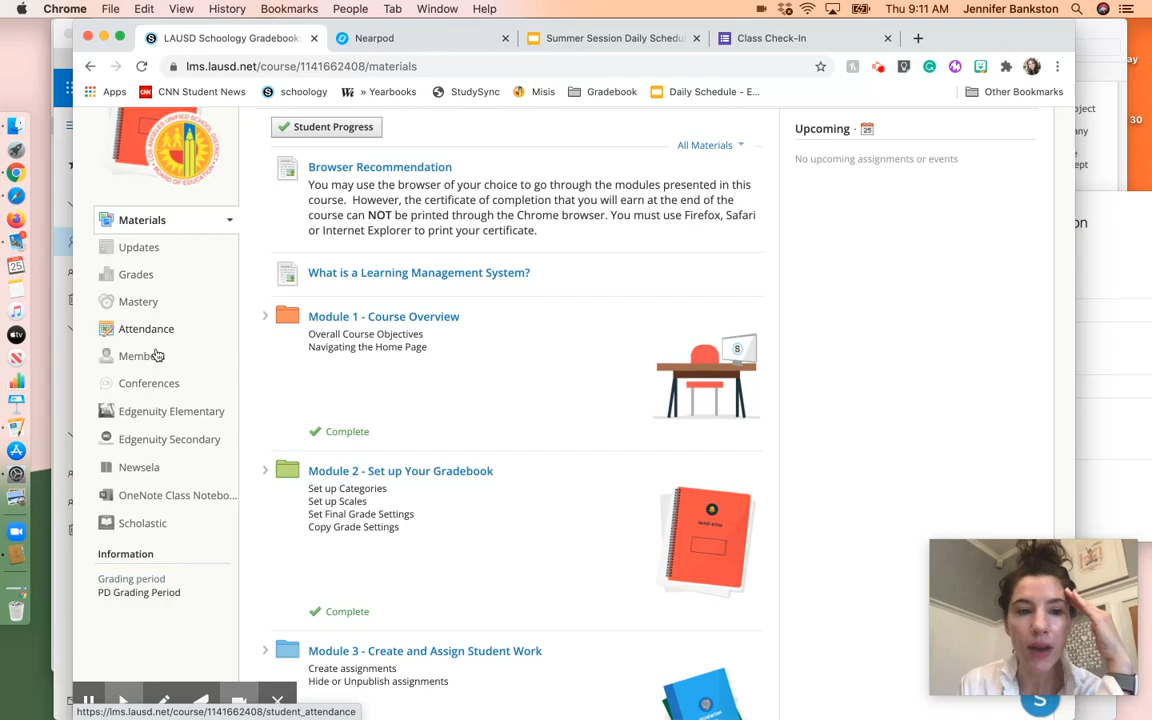 Chrome File Edit View History Bookmarks People Tab Window Help Thu 9:11 AM Jennifer Bankston
LAUSD Schoology Gradebook: Nearpod Summer Session Daily Schedul Class Check-In
lms.lausd.net/course/1141662408/materials
Apps CNN Student News schoology » Yearbooks StudySync Misis Gradebook Daily Schedule - E... Other Bookmarks
Student Progress
All Materials
Upcoming
No upcoming assignments or events
Browser Recommendation
You may use the browser of your choice to go through the modules presented in this
course. However, the certificate of completion that you will earn at the end of the
course can NOT be printed through the Chrome browser. You must use Firefox, Safari
or Internet Explorer to print your certificate.
What is a Learning Management System?
Materials
Updates
Grades
Mastery
Attendance
Members
Conferences
Edgenuity Elementary
Edgenuity Secondary
Newsela
OneNote Class Notebo...
Scholastic
Information
Grading period
PD Grading Period
Module 1 - Course Overview
Overall Course Objectives
Navigating the Home Page
Complete
Module 2 - Set up Your Gradebook
Set up Categories
Set up Scales
Set Final Grade Settings
Copy Grade Settings
Complete
Module 3 - Create and Assign Student Work
Create assignments
Hide or Unpublish assignments
https://lms.lausd.net/course/1141662408/student_attendance
30
25